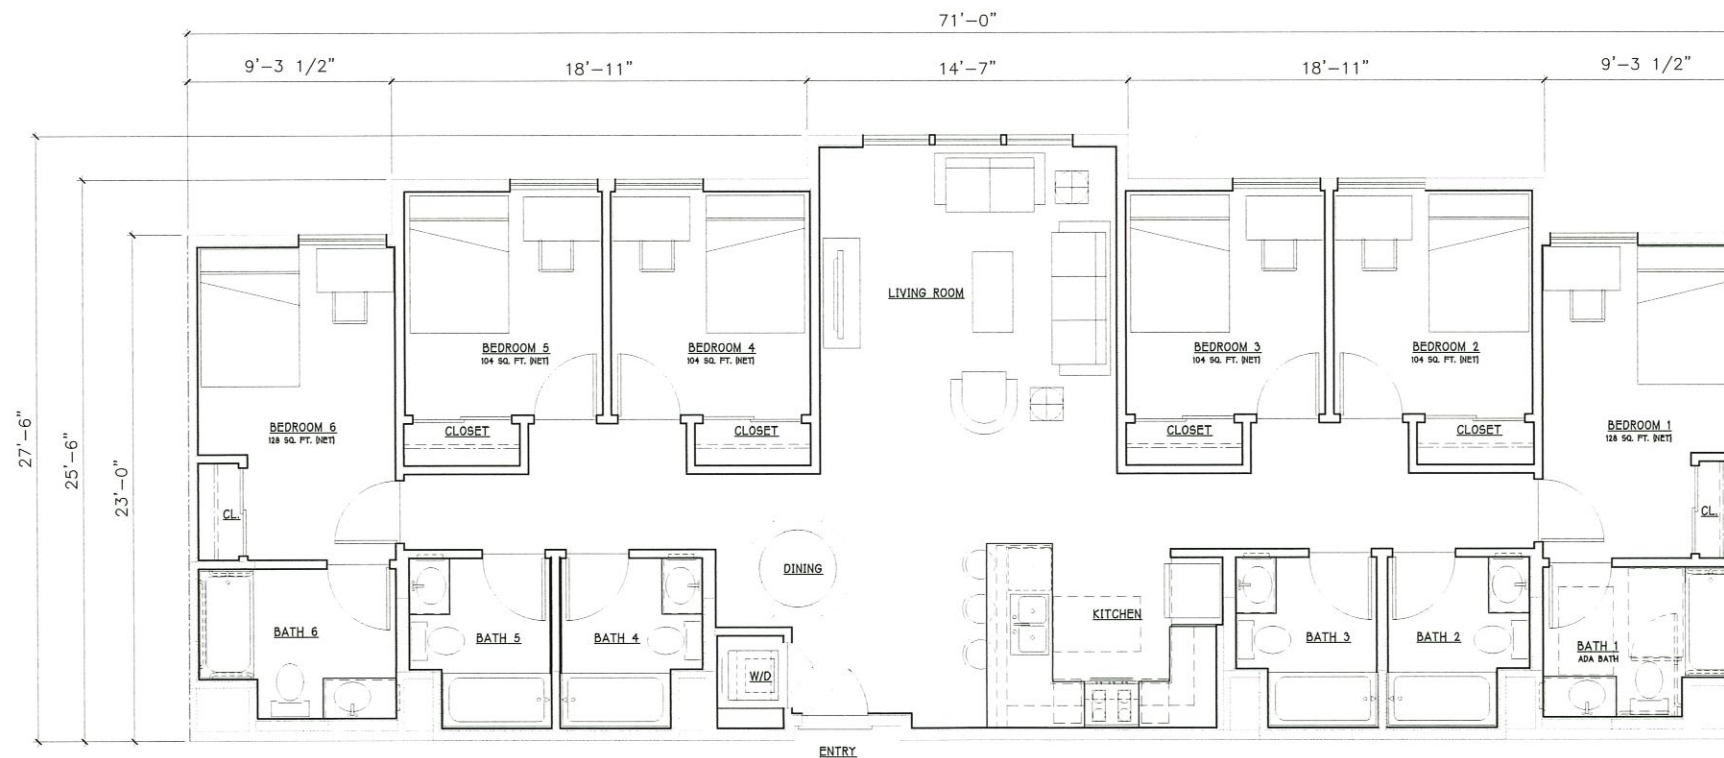 71'-0"
9'-3 1/2"
18'-11"
14'-7"
18'-11"
9'-3 1/2"
27'-6"
25'-6"
23'-0"
LIVING ROOM
BEDROOM 5
104 SQ. FT. (NET)
BEDROOM 4
104 SQ. FT. (NET)
BEDROOM 3
104 SQ. FT. (NET)
BEDROOM 2
104 SQ. FT. (NET)
BEDROOM 6
128 SQ. FT. (NET)
CLOSET
CLOSET
CLOSET
CLOSET
BEDROOM 1
128 SQ. FT. (NET)
CL.
CL.
DINING
KITCHEN
BATH 6
BATH 5
BATH 4
BATH 3
BATH 2
BATH 1
ADA BATH
W/D
ENTRY